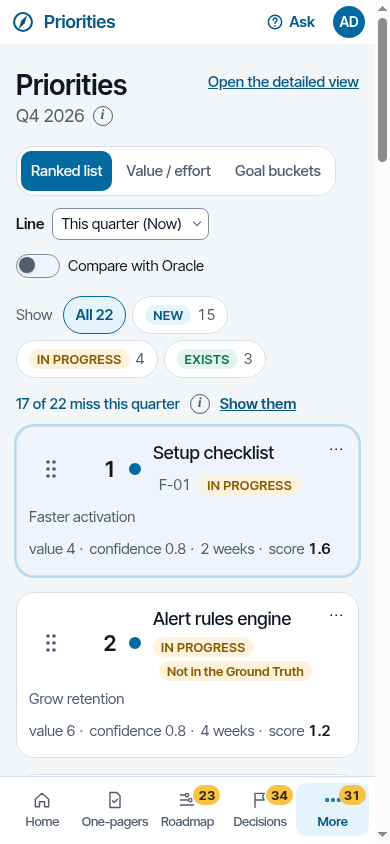 Priorities
Ask
AD
Priorities
Open the detailed view
Q4 2026 i
Ranked list
Value / effort
Goal buckets
Line This quarter (Now)
Compare with Oracle
Show All 22 NEW 15
IN PROGRESS 4 EXISTS 3
17 of 22 miss this quarter i Show them
Setup checklist ...
1
F-01 IN PROGRESS
Faster activation
value 4 · confidence 0.8 · 2 weeks · score 1.6
Alert rules engine ...
2
IN PROGRESS
Not in the Ground Truth
Grow retention
value 6 · confidence 0.8 · 4 weeks · score 1.2
23 34 31
Home One-pagers Roadmap Decisions More